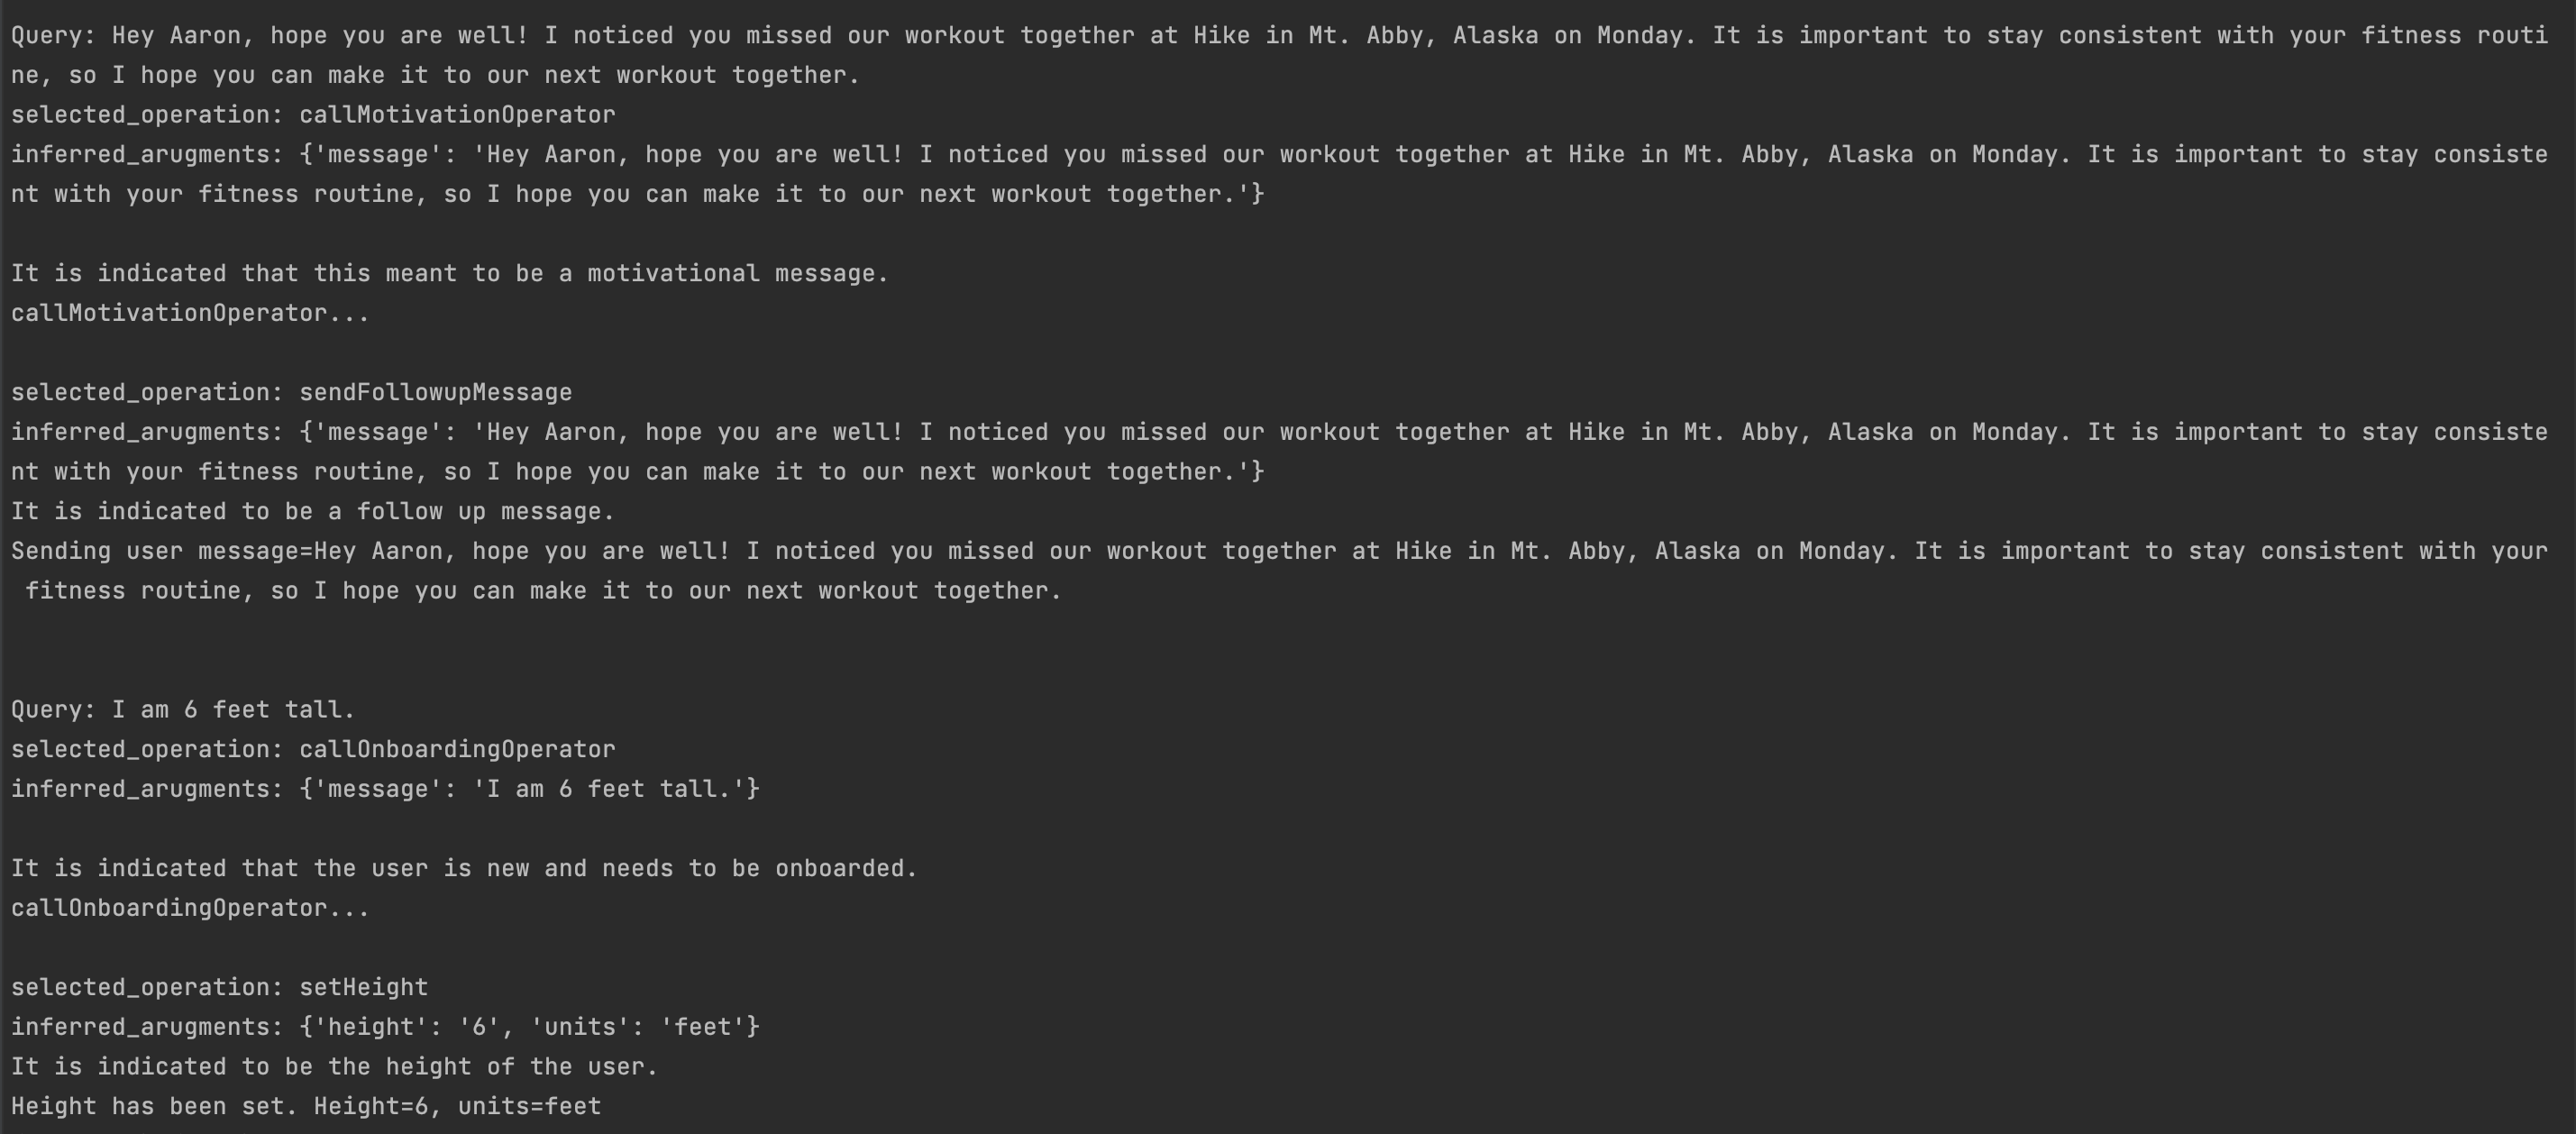 Query: Hey Aaron, hope you are well! I noticed you missed our workout together at Hike in Mt. Abby, Alaska on Monday. It is important to stay consistent with your fitness routi
ne, so I hope you can make it to our next workout together.
selected_operation: callMotivationOperator
inferred_arugments: {'message': 'Hey Aaron, hope you are well! I noticed you missed our workout together at Hike in Mt. Abby, Alaska on Monday. It is important to stay consiste
nt with your fitness routine, so I hope you can make it to our next workout together.'}
It is indicated that this meant to be a motivational message.
callMotivationOperator...
selected_operation: sendFollowupMessage
inferred_arugments: {'message': 'Hey Aaron, hope you are well! I noticed you missed our workout together at Hike in Mt. Abby, Alaska on Monday. It is important to stay consiste
nt with your fitness routine, so I hope you can make it to our next workout together.'}
It is indicated to be a follow up message.
Sending user message=Hey Aaron, hope you are well! I noticed you missed our workout together at Hike in Mt. Abby, Alaska on Monday. It is important to stay consistent with your
 fitness routine, so I hope you can make it to our next workout together.
Query: I am 6 feet tall.
selected_operation: callOnboardingOperator
inferred_arugments: {'message': 'I am 6 feet tall.'}
It is indicated that the user is new and needs to be onboarded.
callOnboardingOperator...
selected_operation: setHeight
inferred_arugments: {'height': '6', 'units': 'feet'}
It is indicated to be the height of the user.
Height has been set. Height=6, units=feet